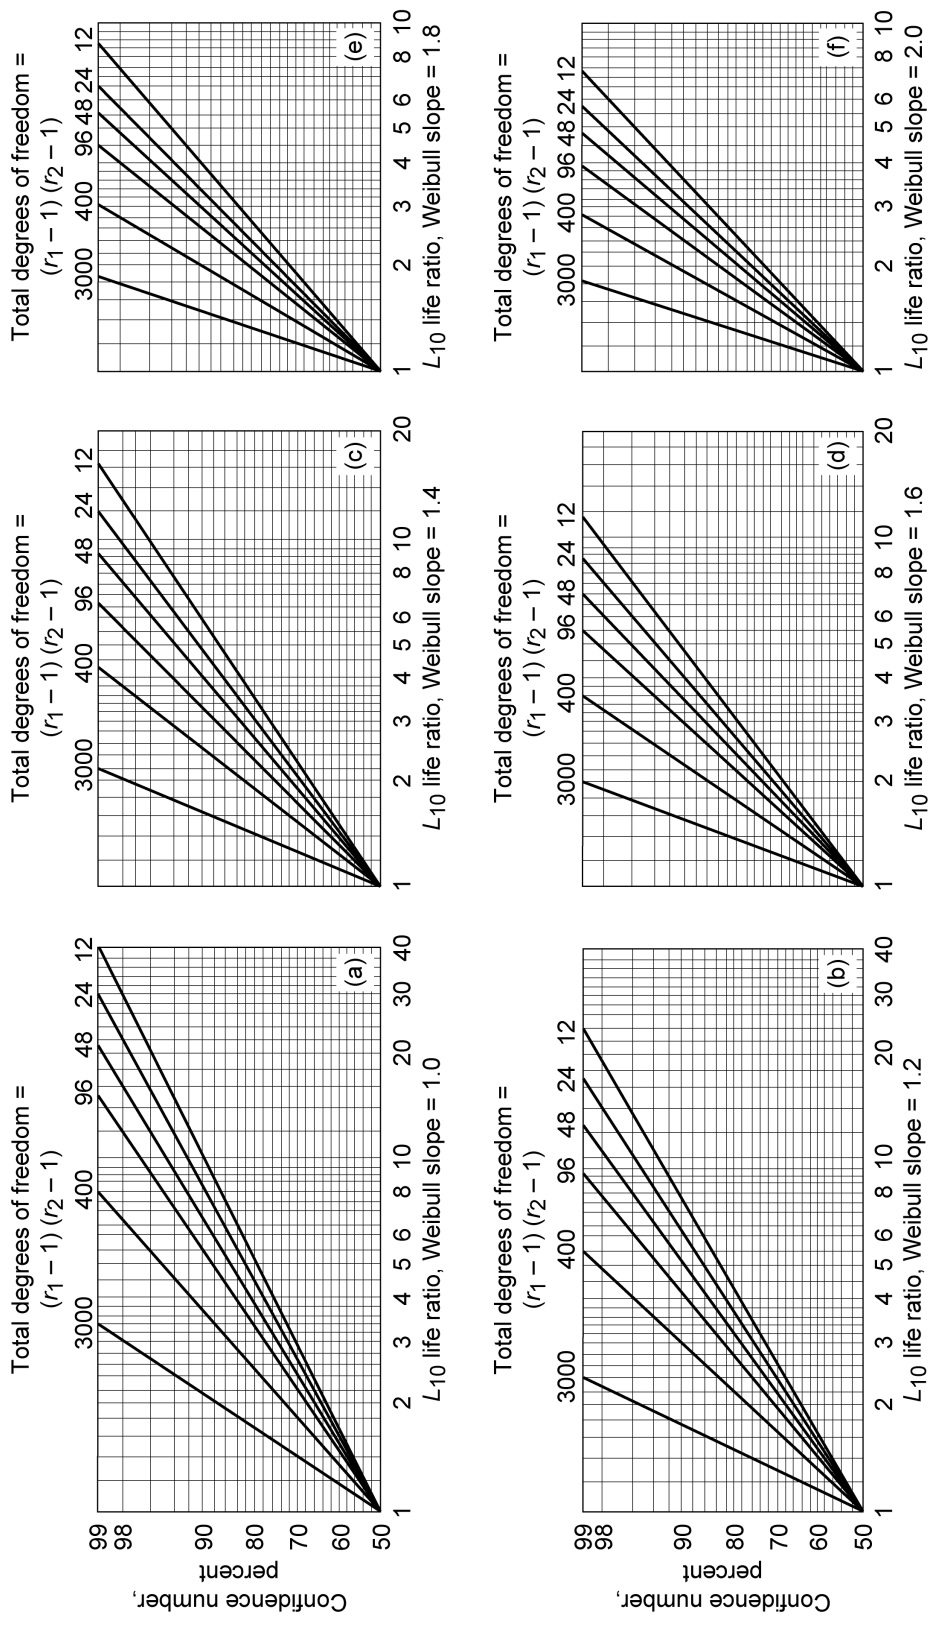 Confidence number,
percent
99
98
90
80
70
60
50
Total degrees of freedom =
(r1 − 1) (r2 − 1)
3000 400 96 48 24 12
(a)
1 2 3 4 5 6 8 10 20 30 40
L10 life ratio, Weibull slope = 1.0
Total degrees of freedom =
(r1 − 1) (r2 − 1)
3000 400 96 48 24 12
(c)
1 2 3 4 5 6 8 10 20
L10 life ratio, Weibull slope = 1.4
Total degrees of freedom =
(r1 − 1) (r2 − 1)
3000 400 96 48 24 12
(e)
1 2 3 4 5 6 8 10
L10 life ratio, Weibull slope = 1.8
Confidence number,
percent
99
98
90
80
70
60
50
Total degrees of freedom =
(r1 − 1) (r2 − 1)
3000 400 96 48 24 12
(b)
1 2 3 4 5 6 8 10 20 30 40
L10 life ratio, Weibull slope = 1.2
Total degrees of freedom =
(r1 − 1) (r2 − 1)
3000 400 96 48 24 12
(d)
1 2 3 4 5 6 8 10 20
L10 life ratio, Weibull slope = 1.6
Total degrees of freedom =
(r1 − 1) (r2 − 1)
3000 400 96 48 24 12
(f)
1 2 3 4 5 6 8 10
L10 life ratio, Weibull slope = 2.0